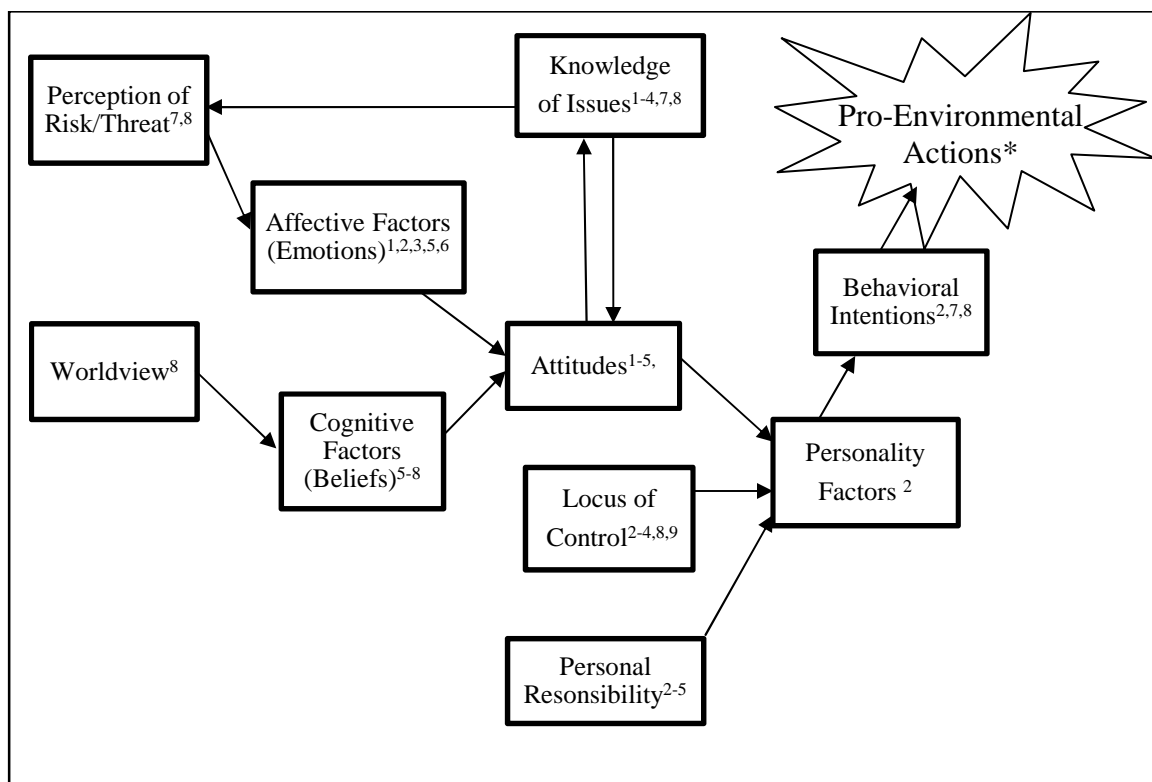 Knowledge
of Issues1-4,7,8
Perception of
Risk/Threat7,8
Pro-Environmental
Actions*
Affective Factors
(Emotions)1,2,3,5,6
Behavioral
Intentions2,7,8
Worldview8
Attitudes1-5,
Cognitive
Factors
(Beliefs)5-8
Personality
Factors 2
Locus of
Control2-4,8,9
Personal
Resonsibility2-5